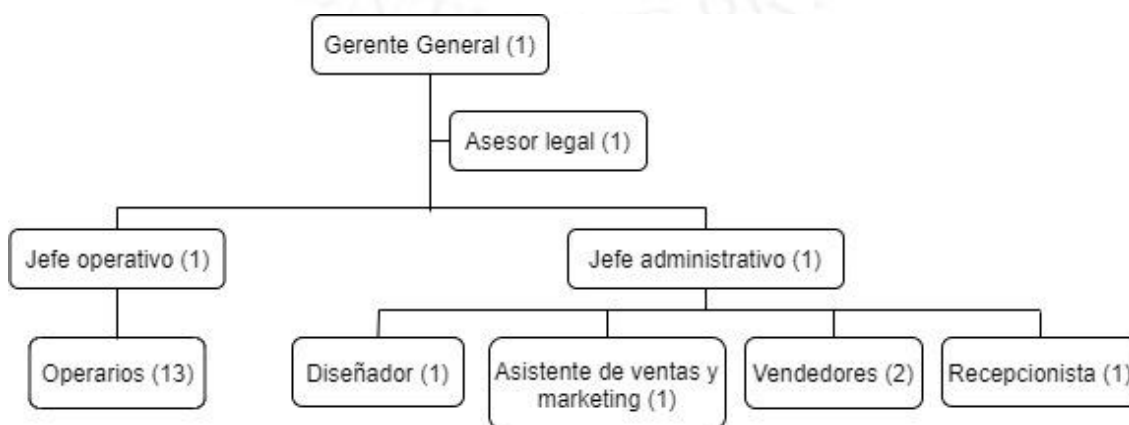 Gerente General (1)
Asesor legal (1)
Jefe operativo (1)
Jefe administrativo (1)
Operarios (13)
Diseñador (1)
Asistente de ventas y
marketing (1)
Vendedores (2)
Recepcionista (1)